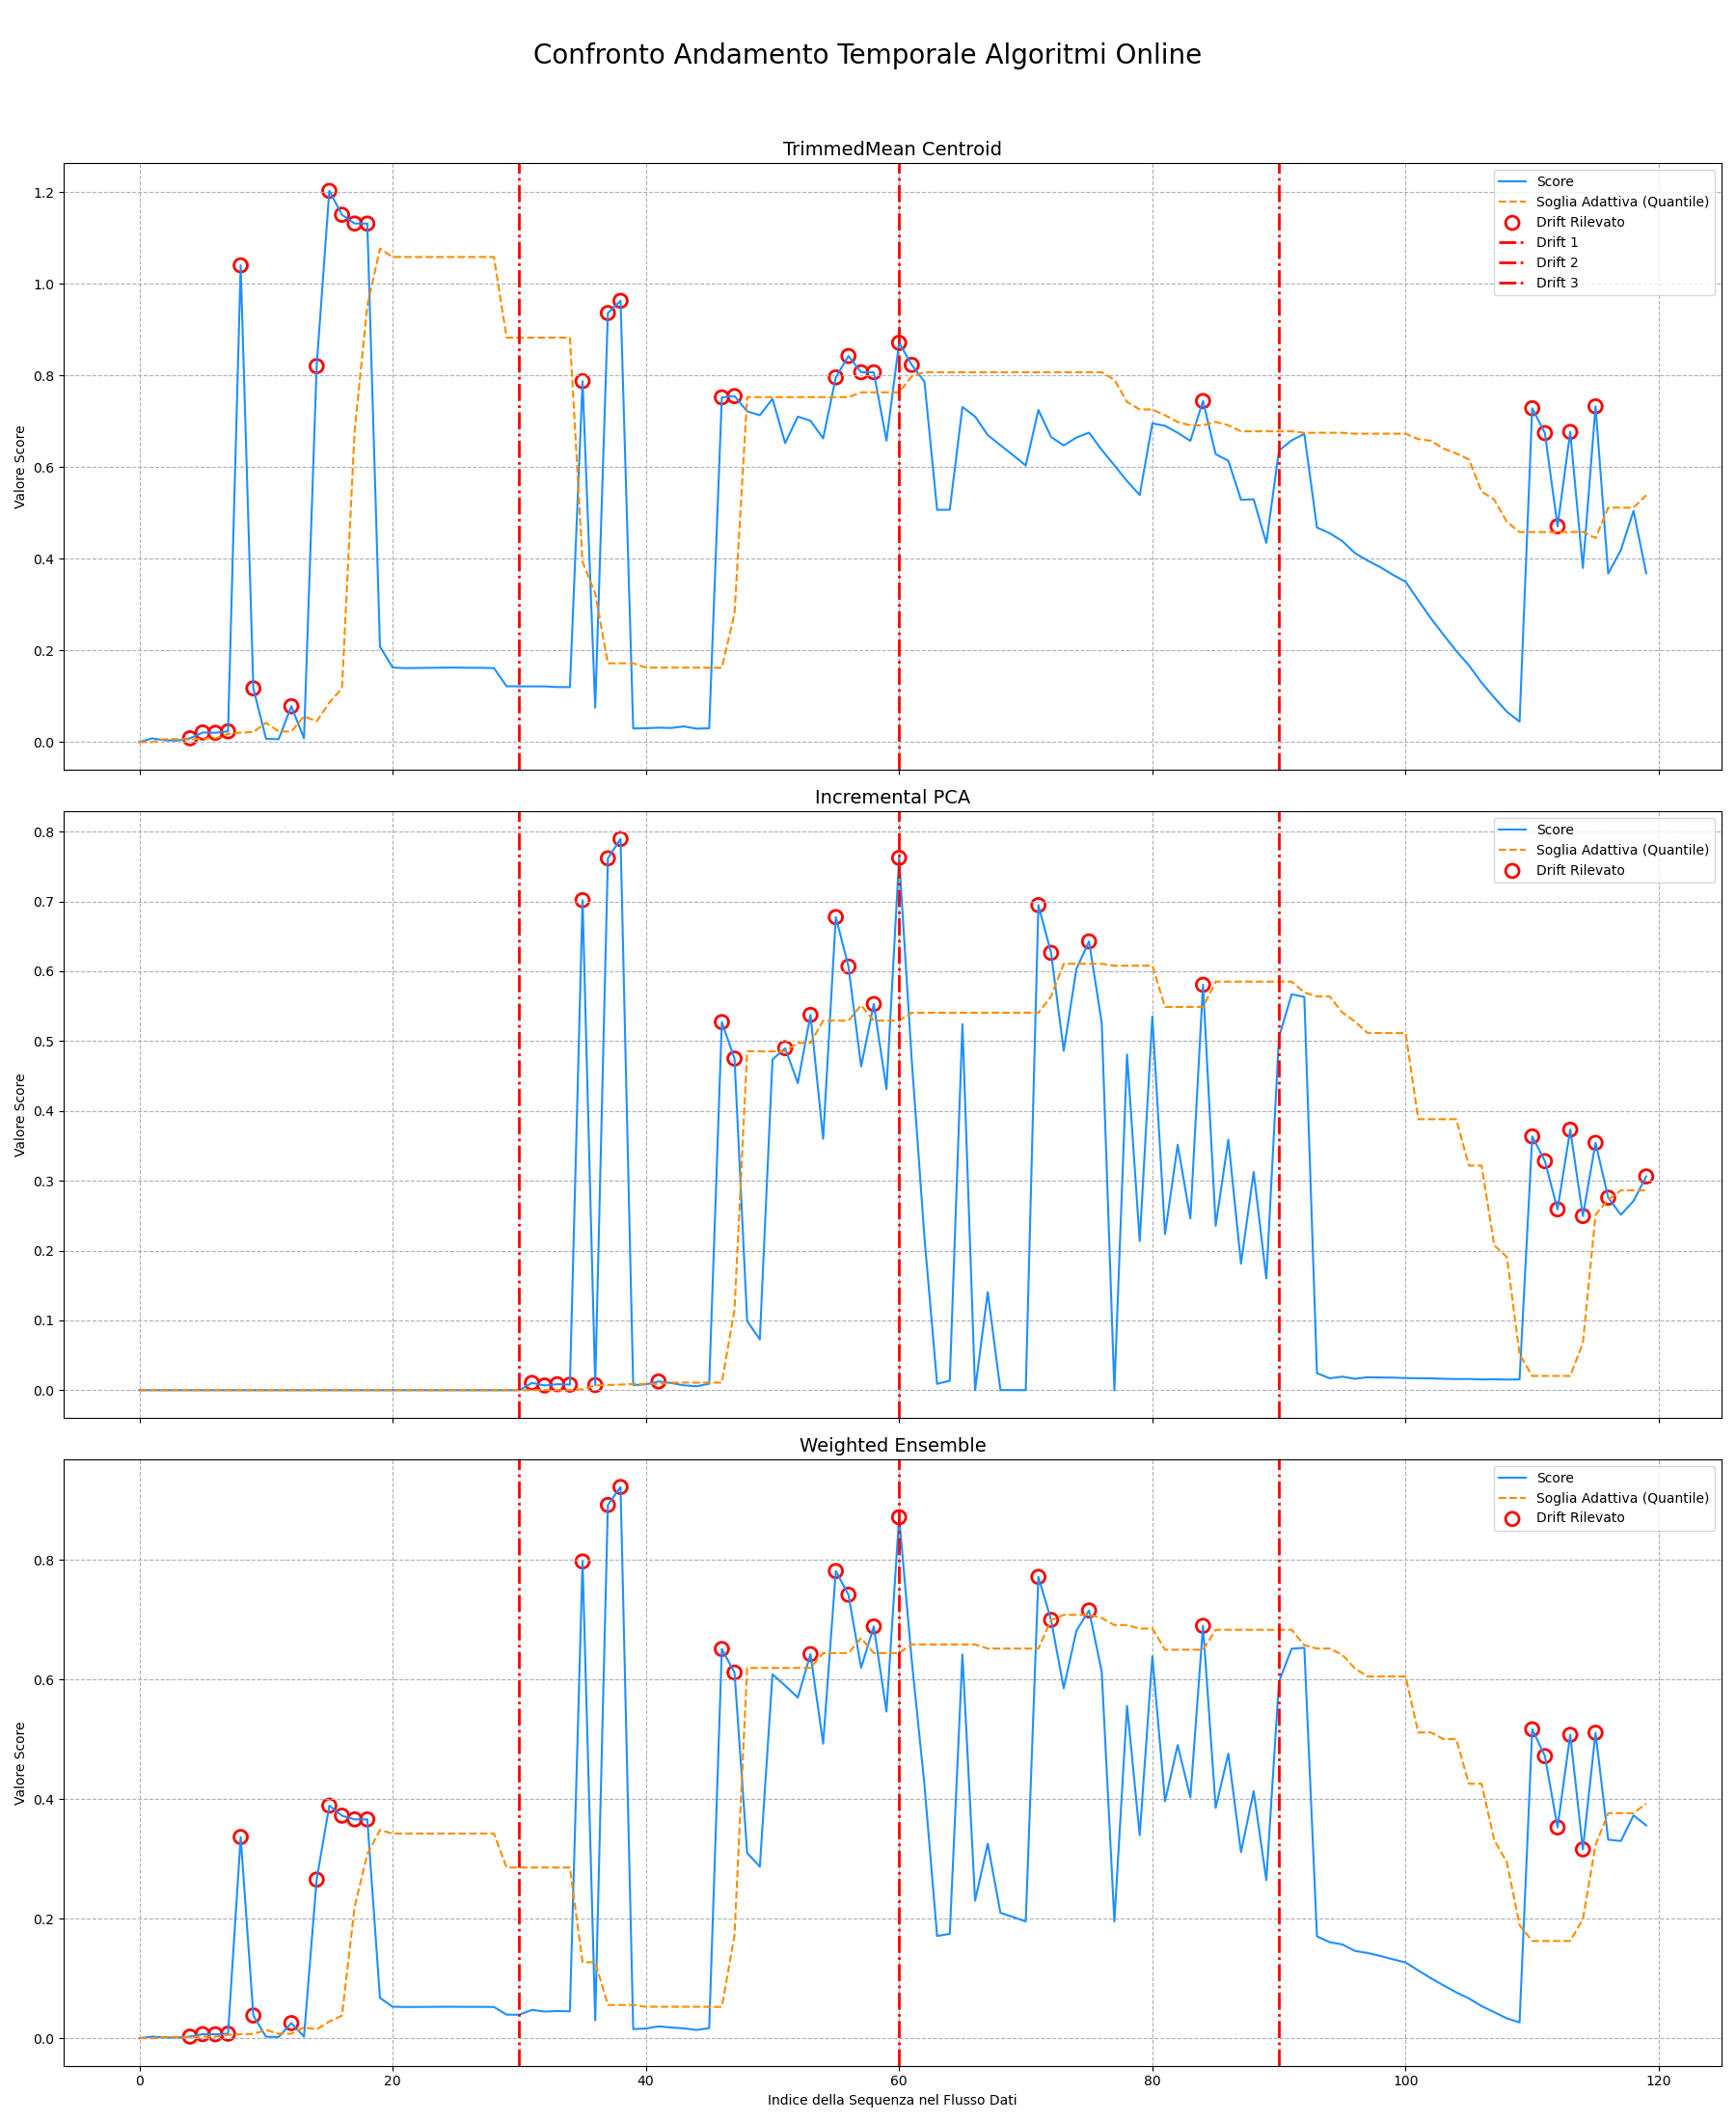 Confronto Andamento Temporale Algoritmi Online
TrimmedMean Centroid
Valore Score
1.2
1.0
0.8
0.6
0.4
0.2
0.0
Score
Soglia Adattiva (Quantile)
Drift Rilevato
Drift 1
Drift 2
Drift 3
Incremental PCA
Valore Score
0.8
0.7
0.6
0.5
0.4
0.3
0.2
0.1
0.0
Score
Soglia Adattiva (Quantile)
Drift Rilevato
Weighted Ensemble
Valore Score
0.8
0.6
0.4
0.2
0.0
Score
Soglia Adattiva (Quantile)
Drift Rilevato
0 20 40 60 80 100 120
Indice della Sequenza nel Flusso Dati